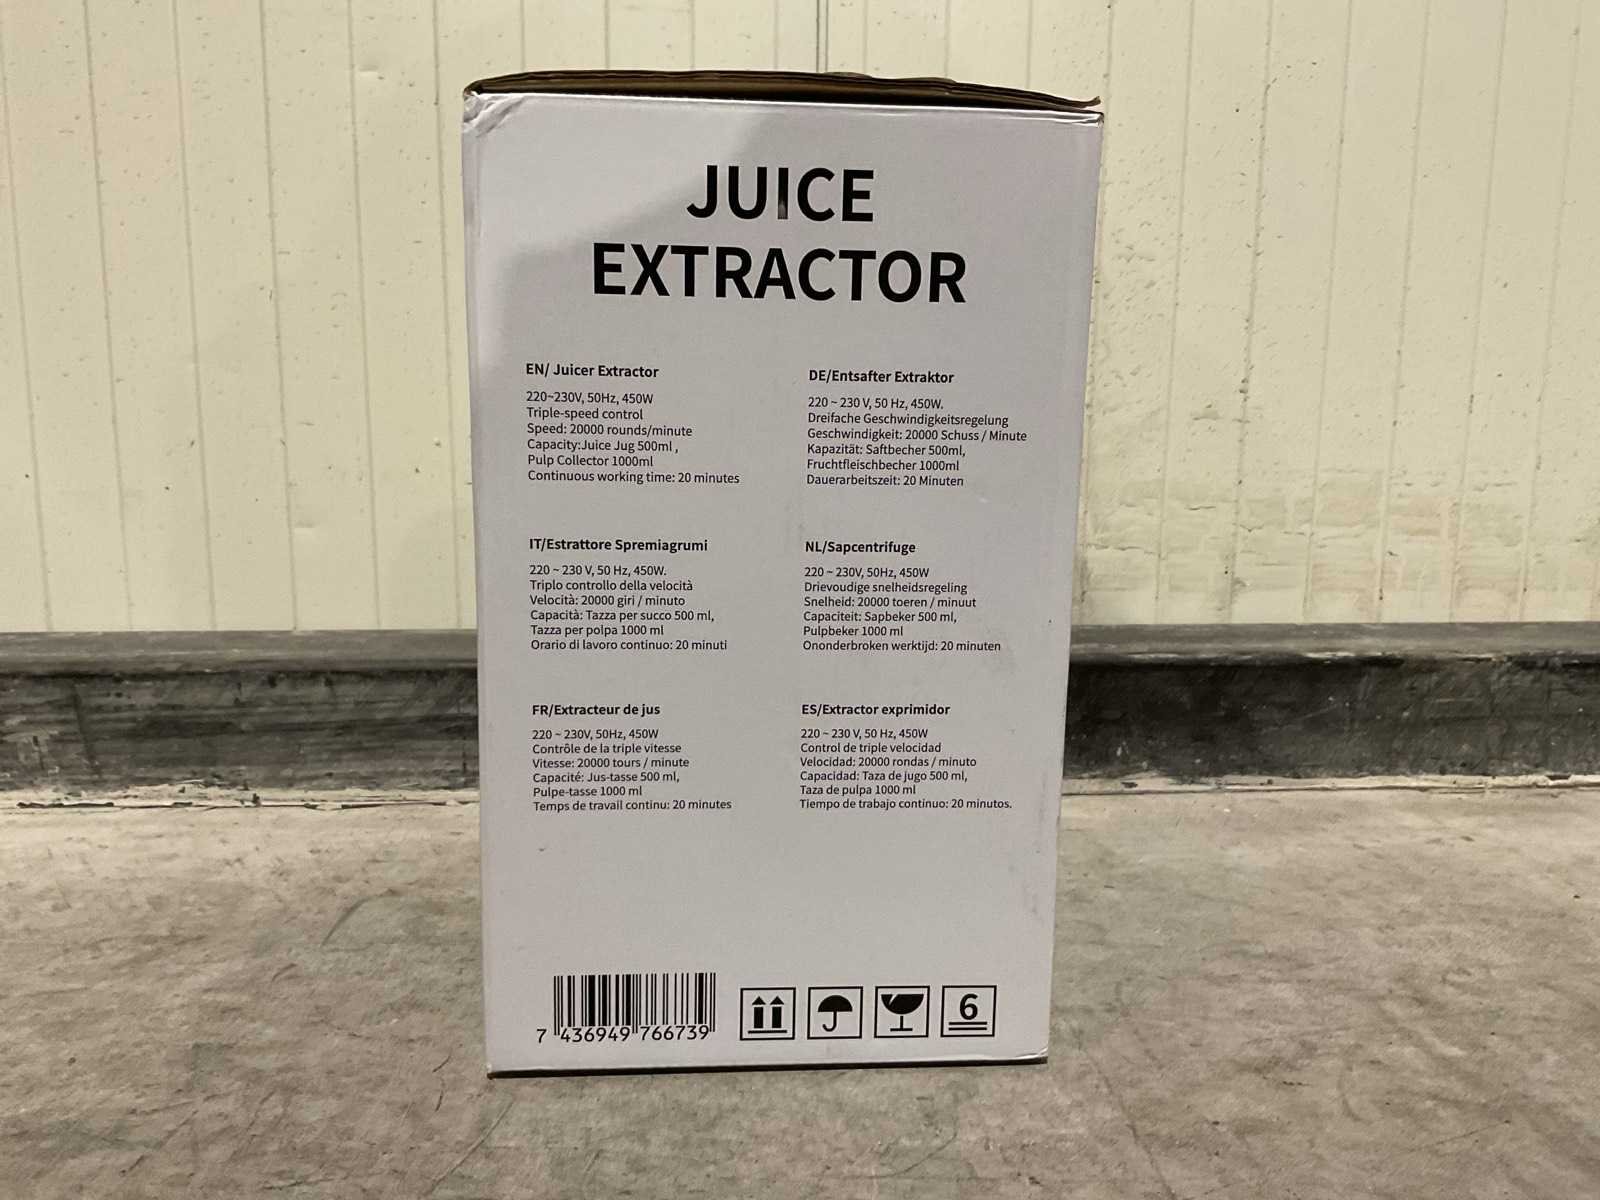 JUICE
EXTRACTOR
EN/ Juicer Extractor
220~230V, 50Hz, 450W
Triple-speed control
Speed: 20000 rounds/minute
Capacity:Juice Jug 500ml ,
Pulp Collector 1000ml
Continuous working time: 20 minutes
DE/Entsafter Extraktor
220 ~ 230 V, 50 Hz, 450W.
Dreifache Geschwindigkeitsregelung
Geschwindigkeit: 20000 Schuss / Minute
Kapazität: Saftbecher 500ml,
Fruchtfleischbecher 1000ml
Dauerarbeitszeit: 20 Minuten
IT/Estrattore Spremiagrumi
220 ~ 230 V, 50 Hz, 450W.
Triplo controllo della velocità
Velocità: 20000 giri / minuto
Capacità: Tazza per succo 500 ml,
Tazza per polpa 1000 ml
Orario di lavoro continuo: 20 minuti
NL/Sapcentrifuge
220 ~ 230V, 50Hz, 450W
Drievoudige snelheidsregeling
Snelheid: 20000 toeren / minuut
Capaciteit: Sapbeker 500 ml,
Pulpbeker 1000 ml
Ononderbroken werktijd: 20 minuten
FR/Extracteur de jus
220 ~ 230V, 50Hz, 450W
Contrôle de la triple vitesse
Vitesse: 20000 tours / minute
Capacité: Jus-tasse 500 ml,
Pulpe-tasse 1000 ml
Temps de travail continu: 20 minutes
ES/Extractor exprimidor
220 ~ 230 V, 50 Hz, 450W
Control de triple velocidad
Velocidad: 20000 rondas / minuto
Capacidad: Taza de jugo 500 ml,
Taza de pulpa 1000 ml
Tiempo de trabajo continuo: 20 minutos.
7 436949 766739
6